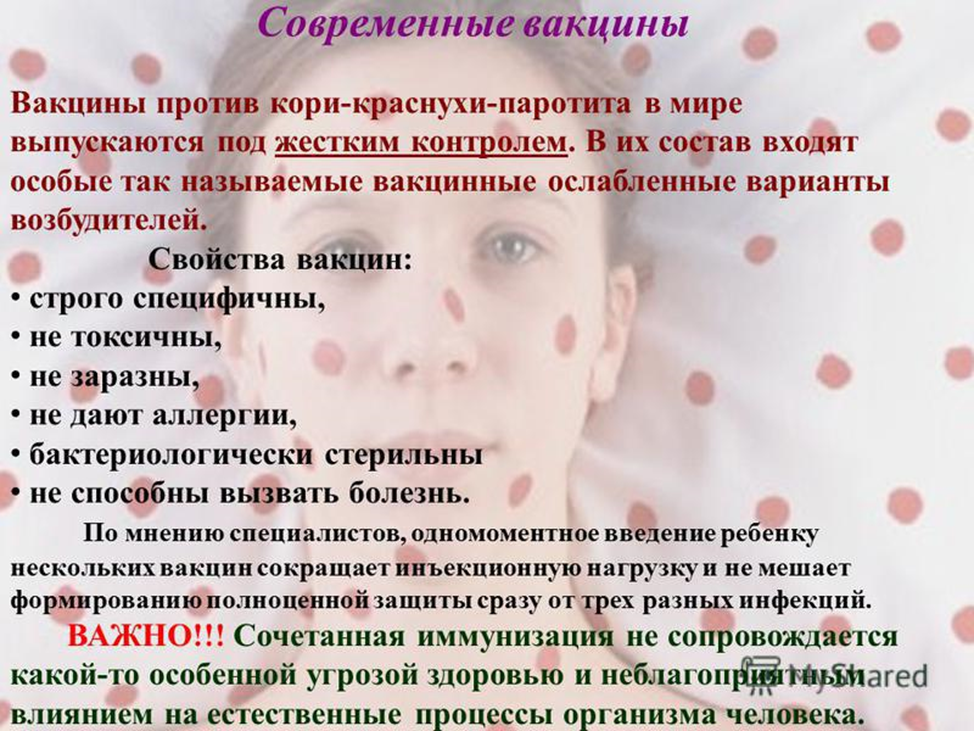 Современные вакцины
Вакцины против кори-краснухи-паротита в мире
выпускаются под жестким контролем. В их состав входят
особые так называемые вакцинные ослабленные варианты
возбудителей.
Свойства вакцин:
• строго специфичны,
• не токсичны,
• не заразны,
• не дают аллергии,
• бактериологически стерильны
• не способны вызвать болезнь.
По мнению специалистов, одномоментное введение ребенку
нескольких вакцин сокращает инъекционную нагрузку и не мешает
формированию полноценной защиты сразу от трех разных инфекций.
ВАЖНО!!! Сочетанная иммунизация не сопровождается
какой-то особенной угрозой здоровью и неблагоприятным
влиянием на естественные процессы организма человека.
MyShared